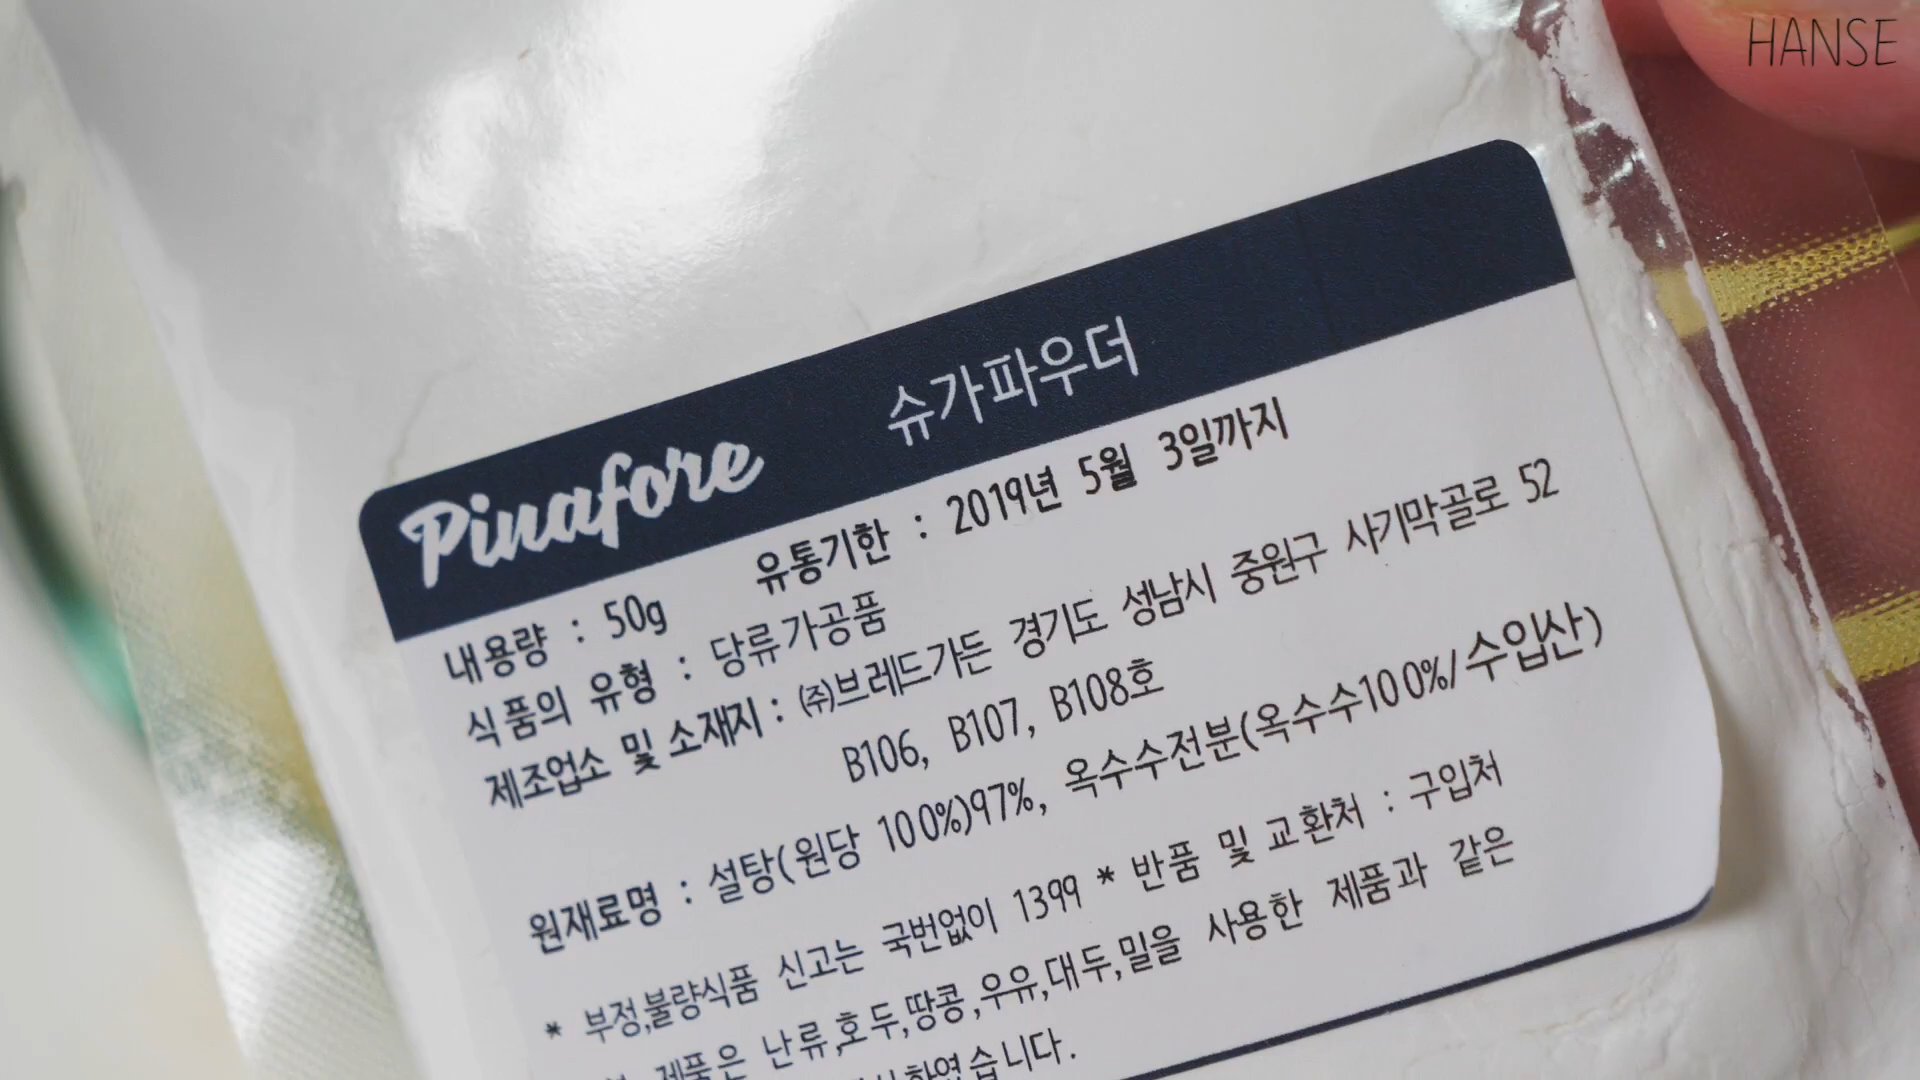 HANSE
Pinafore 슈가파우더
내용량 : 50g 유통기한 : 2019년 5월 3일까지
식품의 유형 : 당류가공품
제조업소 및 소재지 : ㈜브레드가든 경기도 성남시 중원구 사기막골로 52
B106, B107, B108호
원재료명 : 설탕(원당 100%)97%, 옥수수전분(옥수수100%/수입산)
* 부정,불량식품 신고는 국번없이 1399 * 반품 및 교환처 : 구입처
제품은 난류,호두,땅콩,우유,대두,밀을 사용한 제품과 같은
하였습니다.